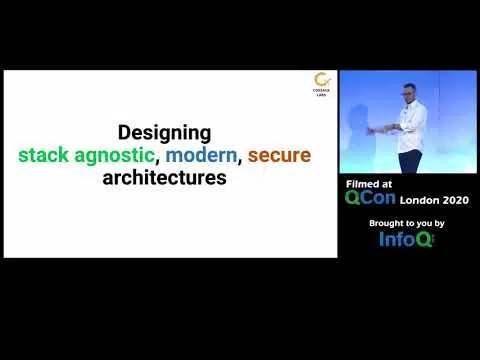 COSSACK
LABS
Designing
stack agnostic, modern, secure
architectures
Filmed at
QCon London 2020
Brought to you by
InfoQ